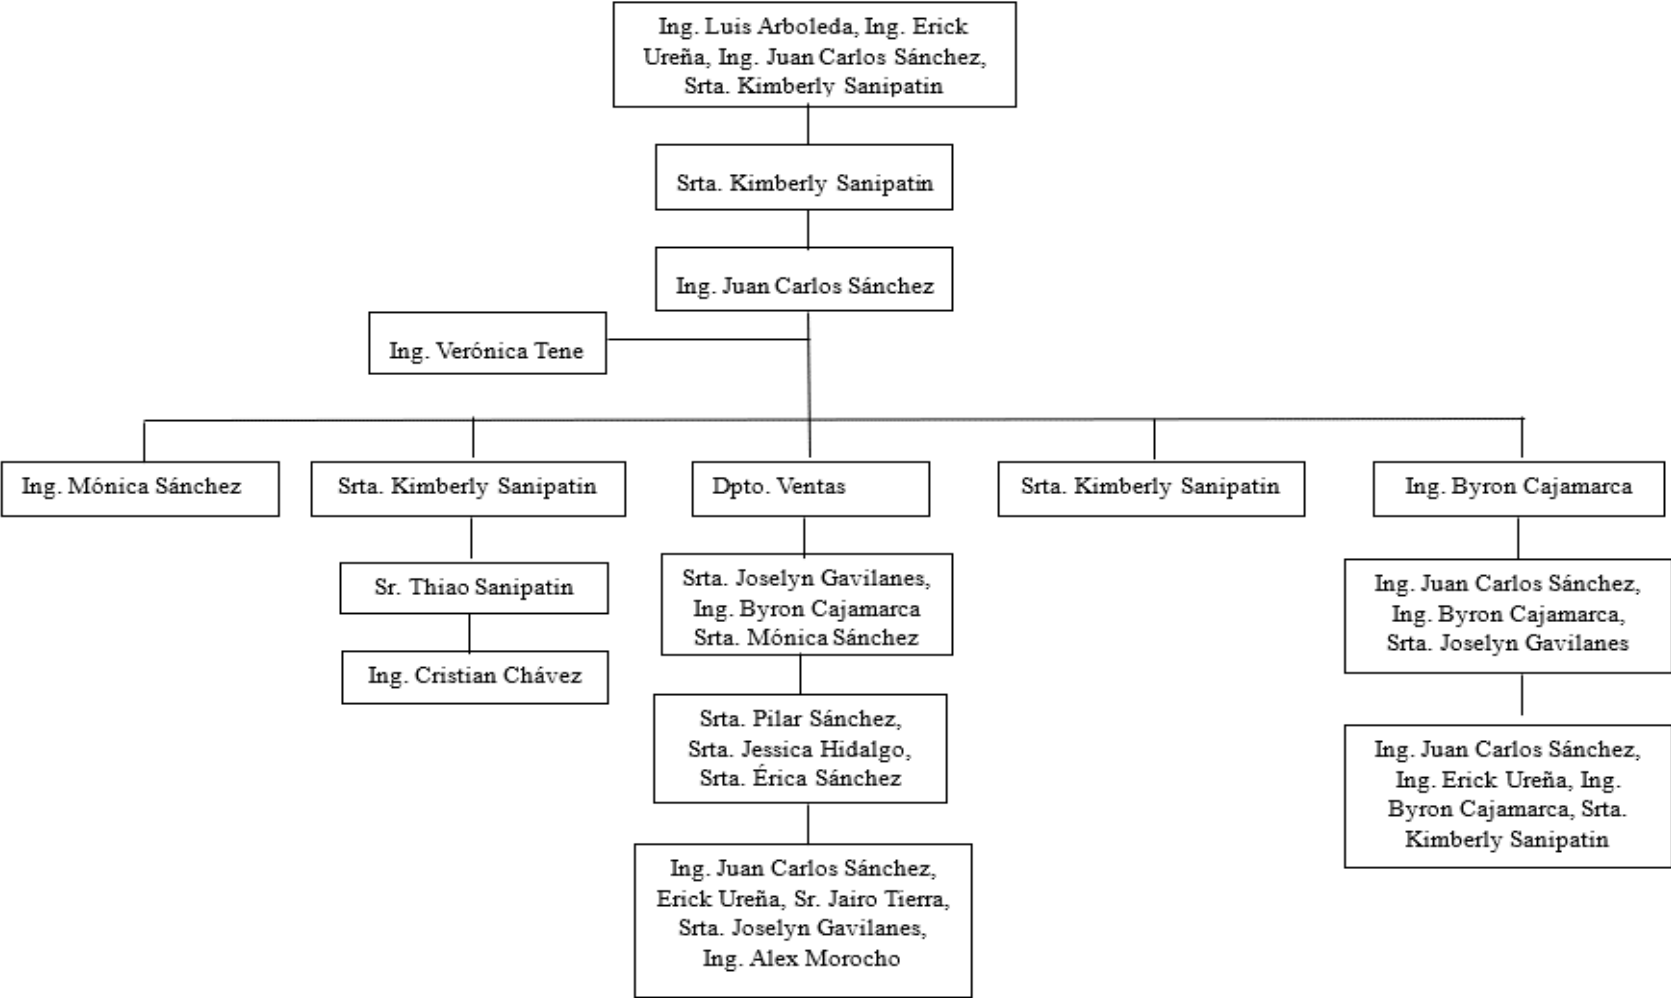 Ing. Luis Arboleda, Ing. Erick
Ureña, Ing. Juan Carlos Sánchez,
Srta. Kimberly Sanipatin
Srta. Kimberly Sanipatin
Ing. Juan Carlos Sánchez
Ing. Verónica Tene
Ing. Mónica Sánchez
Srta. Kimberly Sanipatin
Dpto. Ventas
Srta. Kimberly Sanipatin
Ing. Byron Cajamarca
Sr. Thiao Sanipatin
Ing. Cristian Chávez
Srta. Joselyn Gavilanes,
Ing. Byron Cajamarca
Srta. Mónica Sánchez
Srta. Pilar Sánchez,
Srta. Jessica Hidalgo,
Srta. Érica Sánchez
Ing. Juan Carlos Sánchez,
Erick Ureña, Sr. Jairo Tierra,
Srta. Joselyn Gavilanes,
Ing. Alex Morocho
Ing. Juan Carlos Sánchez,
Ing. Byron Cajamarca,
Srta. Joselyn Gavilanes
Ing. Juan Carlos Sánchez,
Ing. Erick Ureña, Ing.
Byron Cajamarca, Srta.
Kimberly Sanipatin